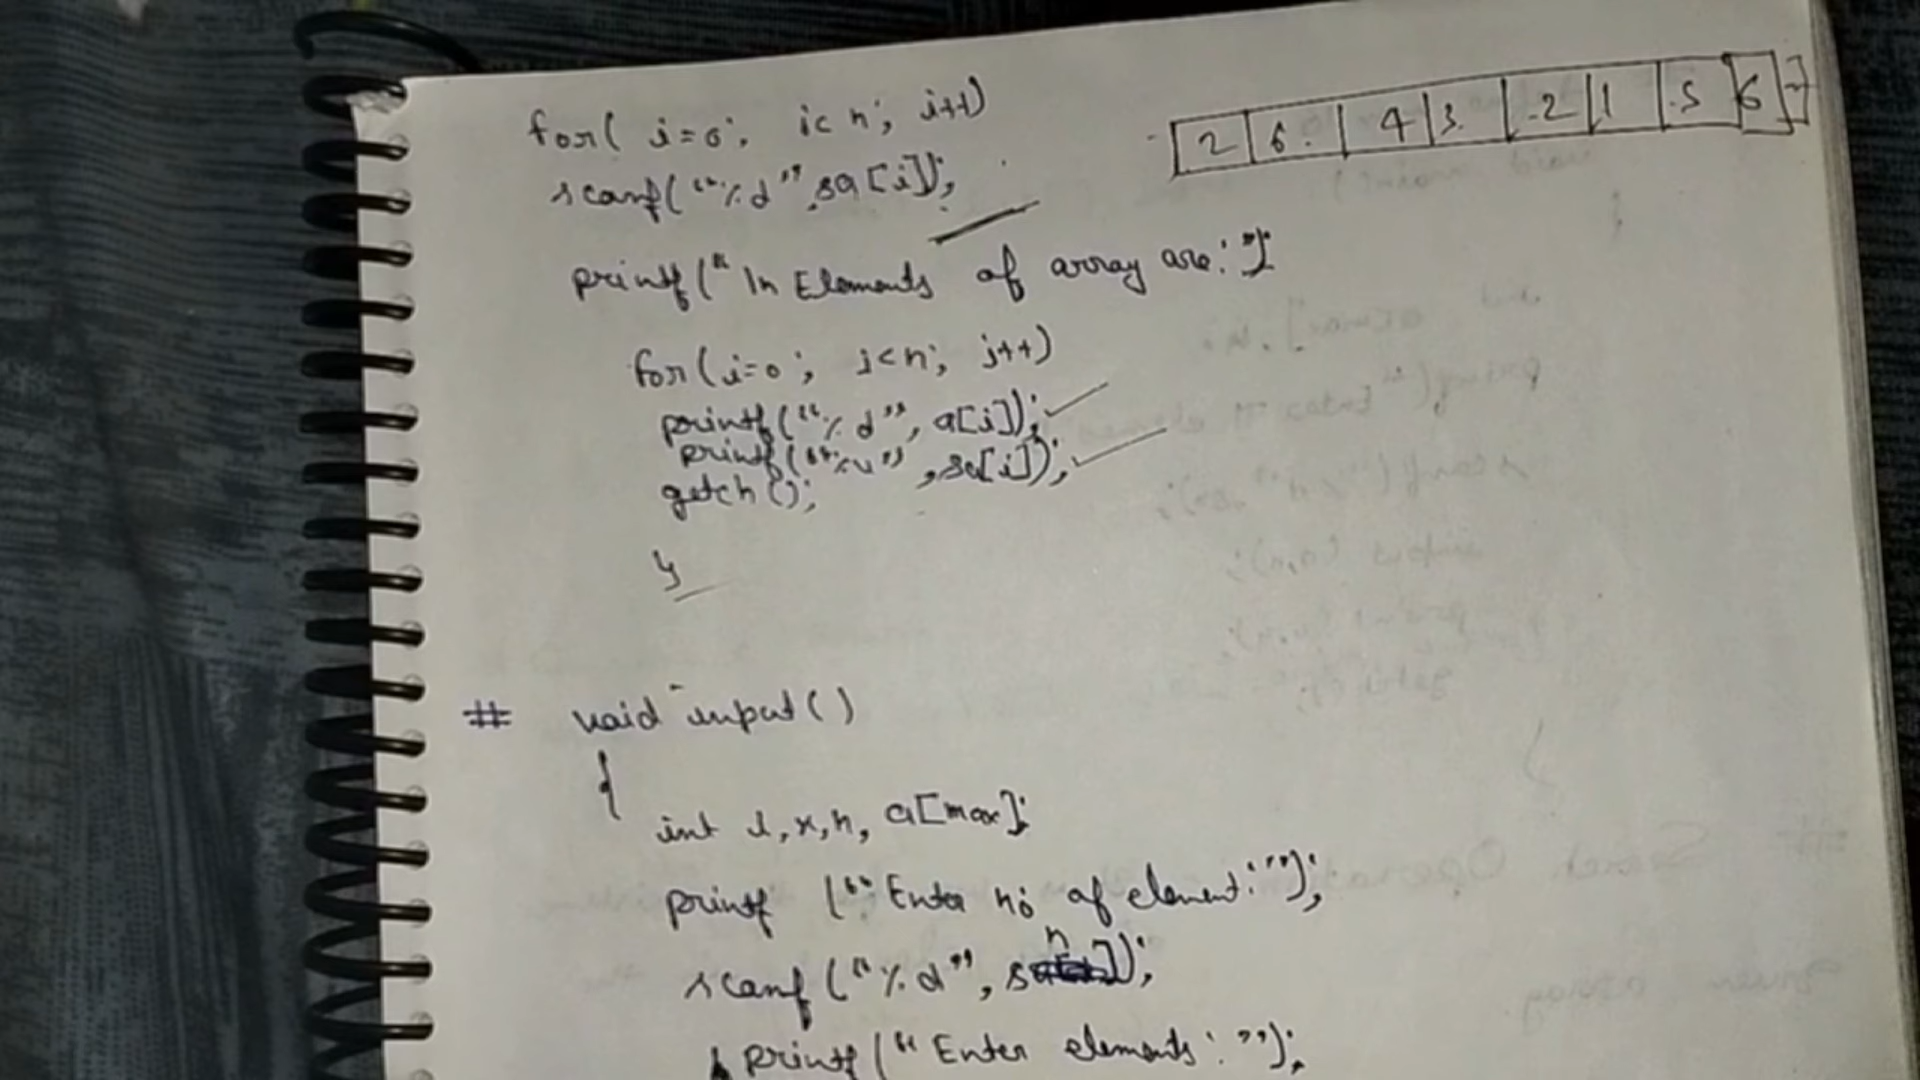 for( i=0; i<n; i++)
scanf("%d",&a[i]);
2 6. 4 3. .2 1 .5 6
printf("\n Elements of array are:");
for(i=0; i<n; i++)
printf("%d", a[i]);
printf("%u",&a[i]);
getch();
}
# void input()
{
int i,x,n, a[max];
printf ("Enter no of element:");
scanf ("%d", &n);
printf("Enter elements:");